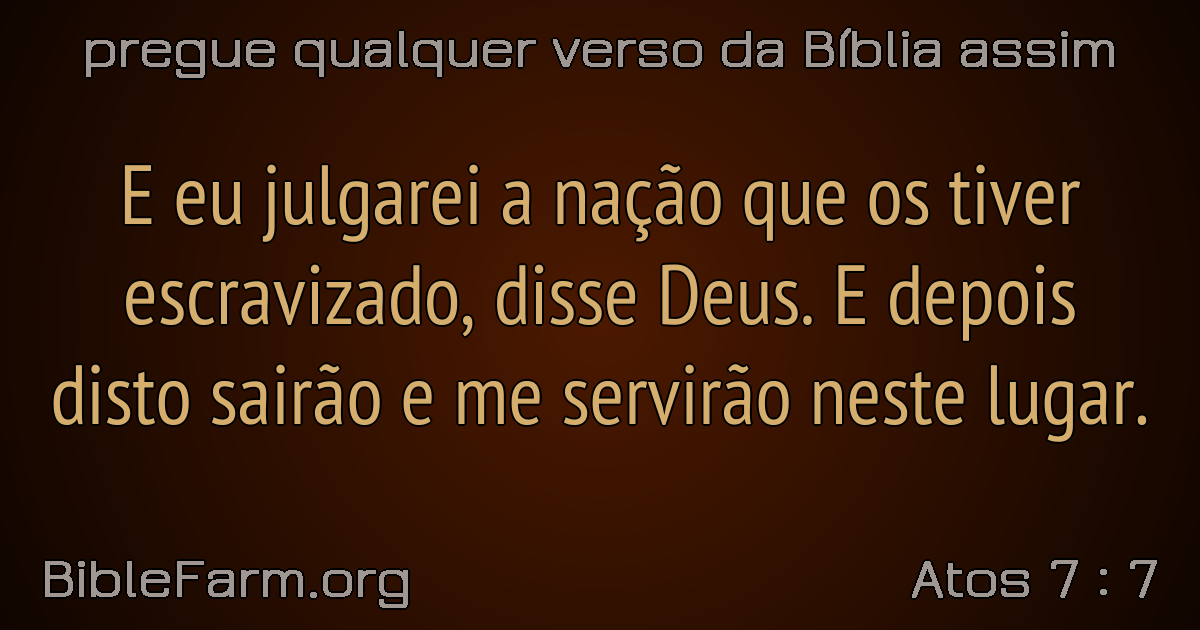 pregue qualquer verso da Bíblia assim
E eu julgarei a nação que os tiver
escravizado, disse Deus. E depois
disto sairão e me servirão neste lugar.
BibleFarm.org
Atos 7 : 7